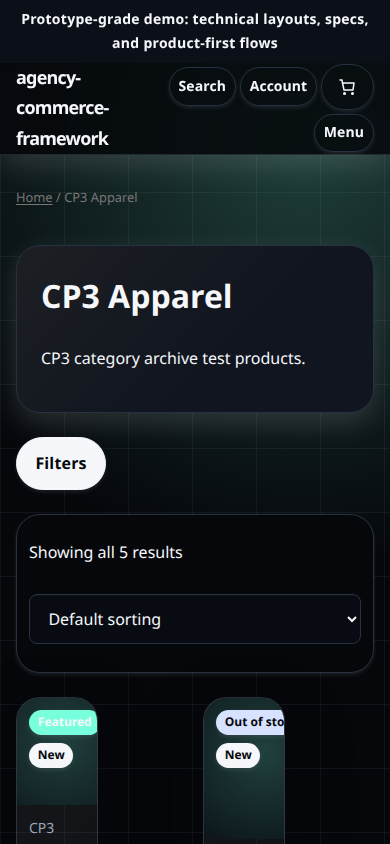 Prototype-grade demo: technical layouts, specs,
and product-first flows
agency-
commerce-
framework
Search
Account
Menu
Home / CP3 Apparel
CP3 Apparel
CP3 category archive test products.
Filters
Showing all 5 results
Default sorting
Featured
New
Out of sto
New
CP3